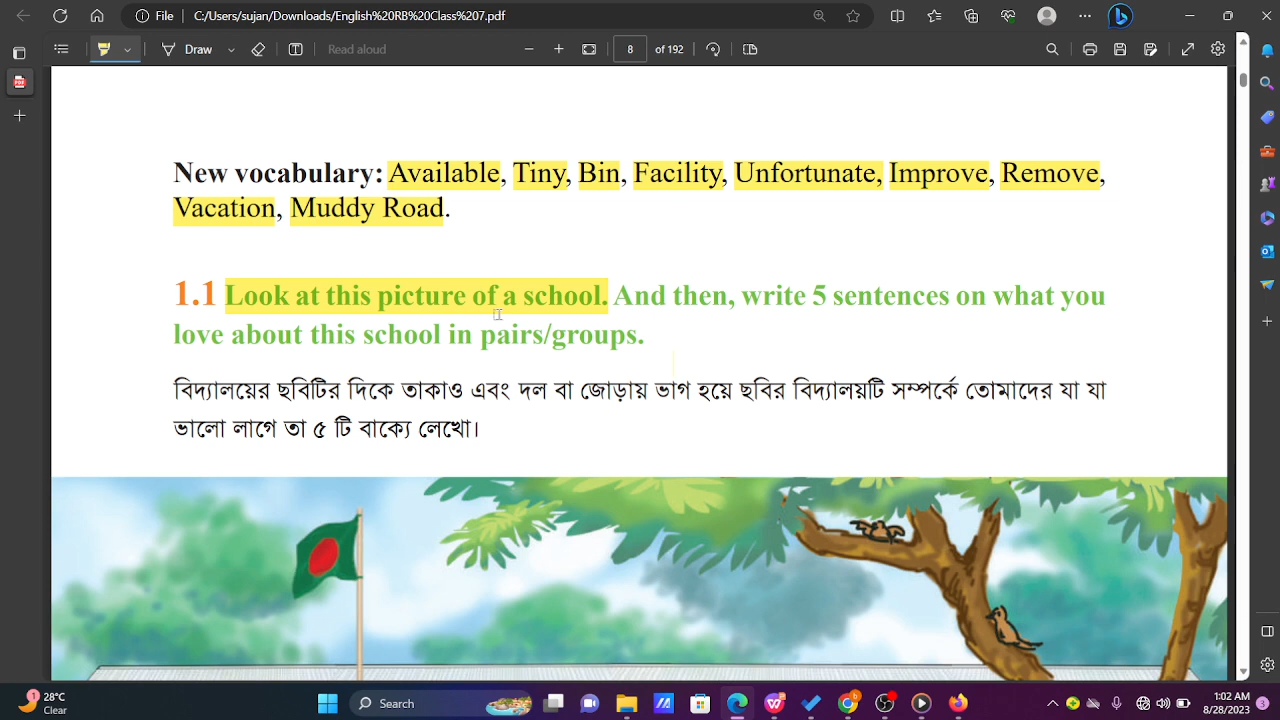 File C:/Users/sujan/Downloads/English%20RB%20Class%207.pdf
Draw Read aloud 8 of 192
New vocabulary: Available, Tiny, Bin, Facility, Unfortunate, Improve, Remove,
Vacation, Muddy Road.
1.1 Look at this picture of a school. And then, write 5 sentences on what you
love about this school in pairs/groups.
বিদ্যালয়ের ছবিটির দিকে তাকাও এবং দল বা জোড়ায় ভাগ হয়ে ছবির বিদ্যালয়টি সম্পর্কে তোমাদের যা যা
ভালো লাগে তা ৫ টি বাক্যে লেখো।
1 28°C
Clear
Search
1:02 AM
8/28/2023
3